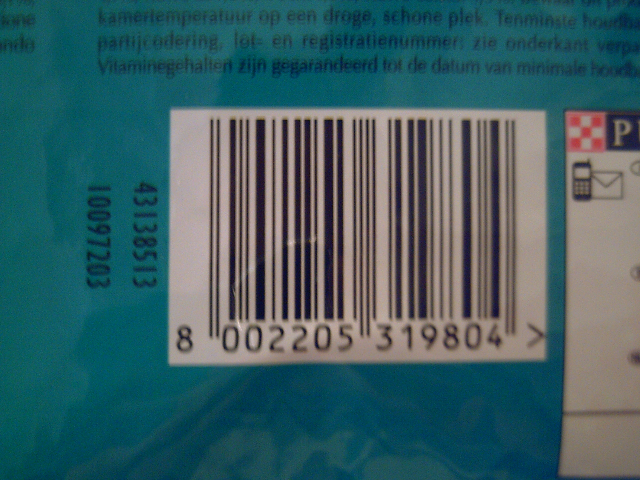 kamertemperatuur op een droge, schone plek. Tenminste houdb
partijcodering, lot- en registratienummer: zie onderkant verpa
Vitaminegehalten zijn gegarandeerd tot de datum van minimale houdb
ando
43138513
10097203
8 002205 319804 >
P